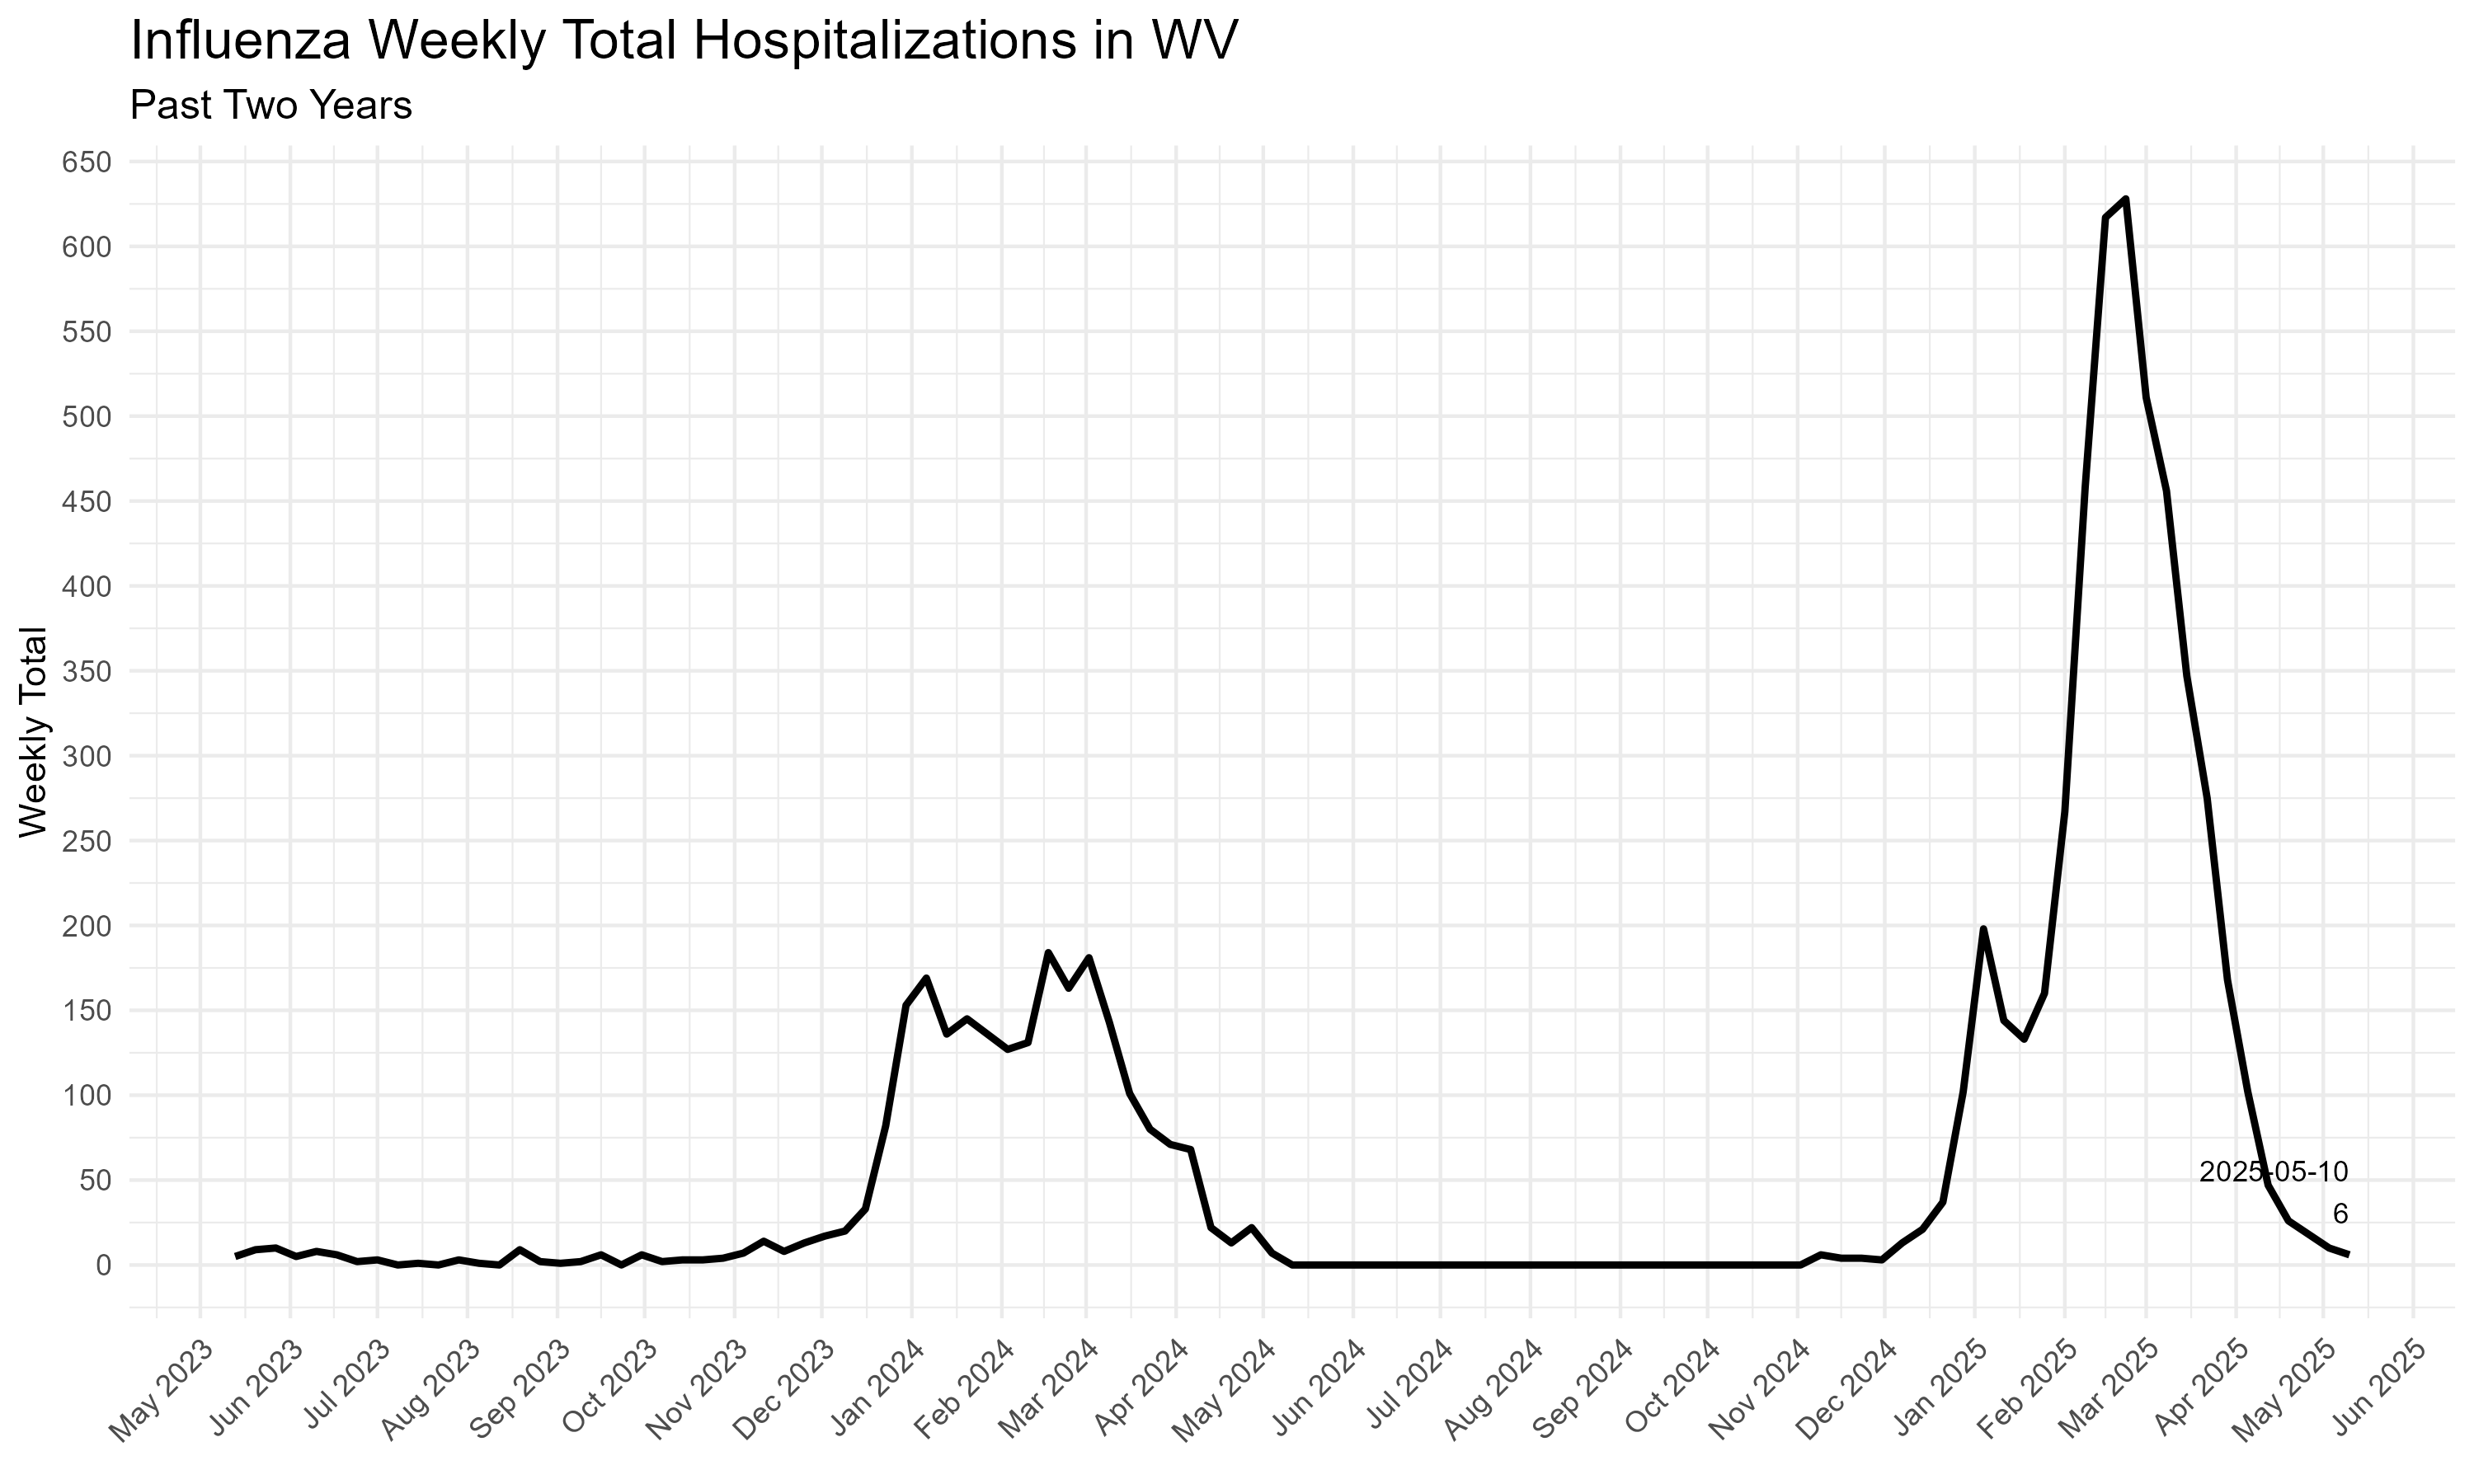 Influenza Weekly Total Hospitalizations in WV
Past Two Years
Weekly Total
650
600
550
500
450
400
350
300
250
200
150
100
50
0
2025-05-10
6
May 2023
Jun 2023
Jul 2023
Aug 2023
Sep 2023
Oct 2023
Nov 2023
Dec 2023
Jan 2024
Feb 2024
Mar 2024
Apr 2024
May 2024
Jun 2024
Jul 2024
Aug 2024
Sep 2024
Oct 2024
Nov 2024
Dec 2024
Jan 2025
Feb 2025
Mar 2025
Apr 2025
May 2025
Jun 2025